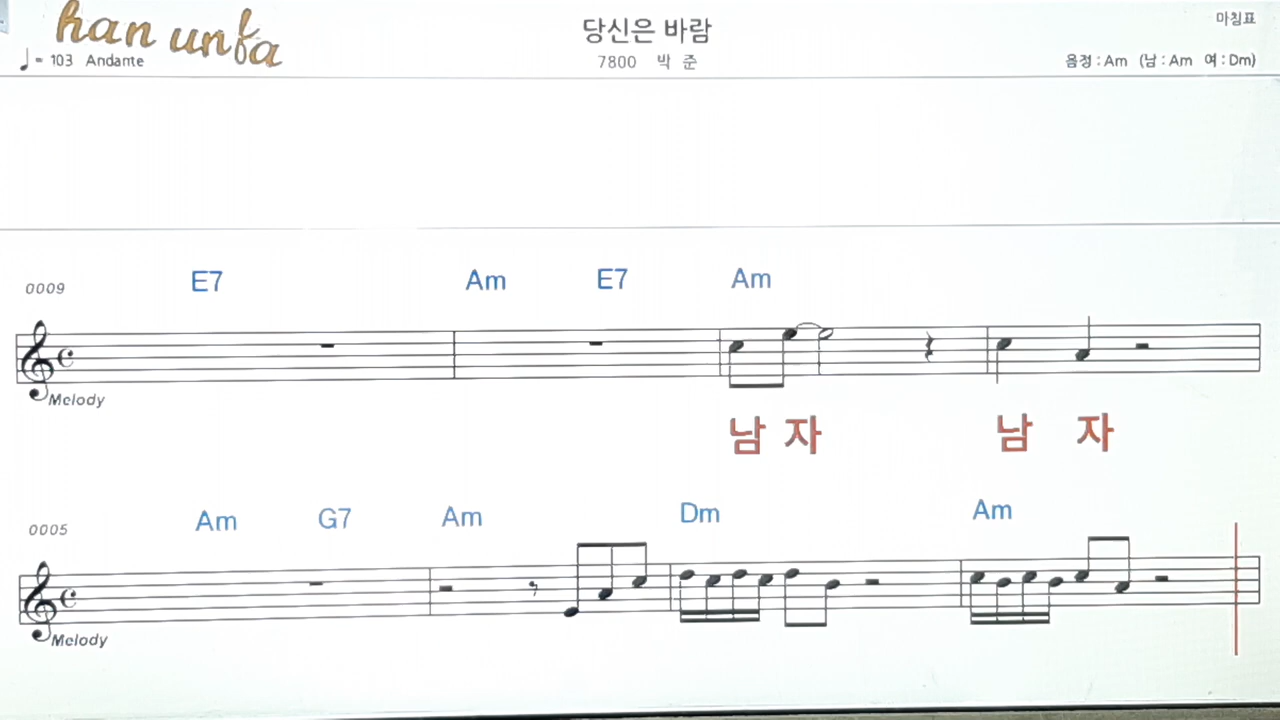 han unfa
당신은 바람
마침표
♩ = 103 Andante
7800 박 준
음정 : Am (남 : Am 여 : Dm)
0009
E7 Am E7 Am
Melody
남 자 남 자
0005
Am G7 Am Dm Am
Melody